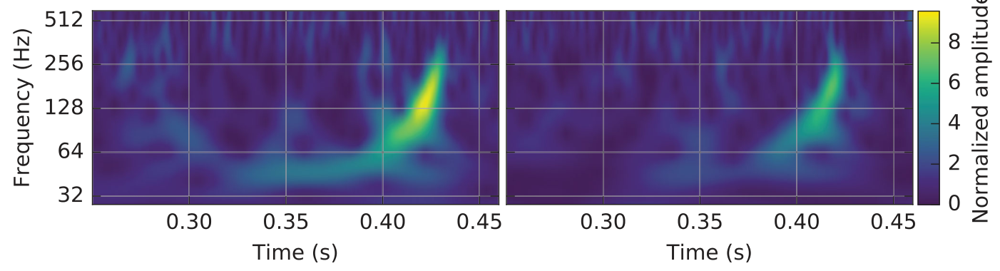 Frequency (Hz)
512
256
128
64
32
0.30 0.35 0.40 0.45
Time (s)
0.30 0.35 0.40 0.45
Time (s)
8
6
4
2
0
Normalized amplitude